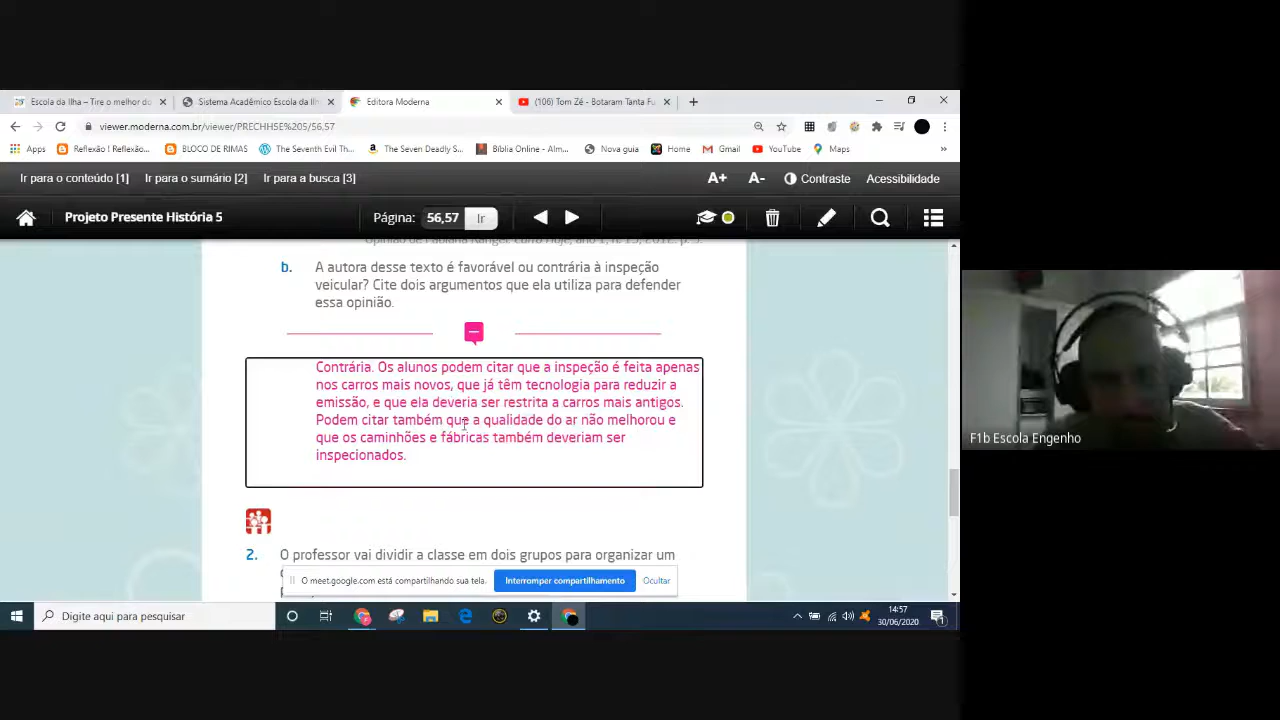 Escola da Ilha – Tire o melhor do
Sistema Acadêmico Escola da Ilh
Editora Moderna
(106) Tom Zé - Botaram Tanta Fu
viewer.moderna.com.br/viewer/PRECHHSE%205/56,57
Apps
Reflexão ! Reflexão...
BLOCO DE RIMAS
The Seventh Evil Th...
The Seven Deadly S...
Bíblia Online - Alm...
Nova guia
Home
Gmail
YouTube
Maps
Ir para o conteúdo [1]
Ir para o sumário [2]
Ir para a busca [3]
A+
A-
Contraste
Acessibilidade
Projeto Presente História 5
Página:
56,57
Ir
b. A autora desse texto é favorável ou contrária à inspeção
veicular? Cite dois argumentos que ela utiliza para defender
essa opinião.
Contrária. Os alunos podem citar que a inspeção é feita apenas
nos carros mais novos, que já têm tecnologia para reduzir a
emissão, e que ela deveria ser restrita a carros mais antigos.
Podem citar também que a qualidade do ar não melhorou e
que os caminhões e fábricas também deveriam ser
inspecionados.
2. O professor vai dividir a classe em dois grupos para organizar um
O meet.google.com está compartilhando sua tela.
Interromper compartilhamento
Ocultar
Digite aqui para pesquisar
14:57
30/06/2020
F1b Escola Engenho